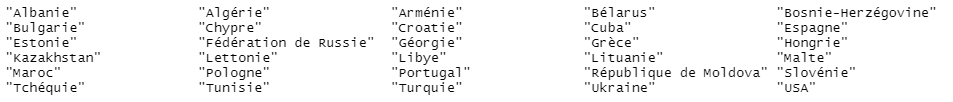 "Albanie" "Algérie" "Arménie" "Bélarus" "Bosnie-Herzégovine"
"Bulgarie" "Chypre" "Croatie" "Cuba" "Espagne"
"Estonie" "Fédération de Russie" "Géorgie" "Grèce" "Hongrie"
"Kazakhstan" "Lettonie" "Libye" "Lituanie" "Malte"
"Maroc" "Pologne" "Portugal" "République de Moldova" "Slovénie"
"Tchéquie" "Tunisie" "Turquie" "Ukraine" "USA"